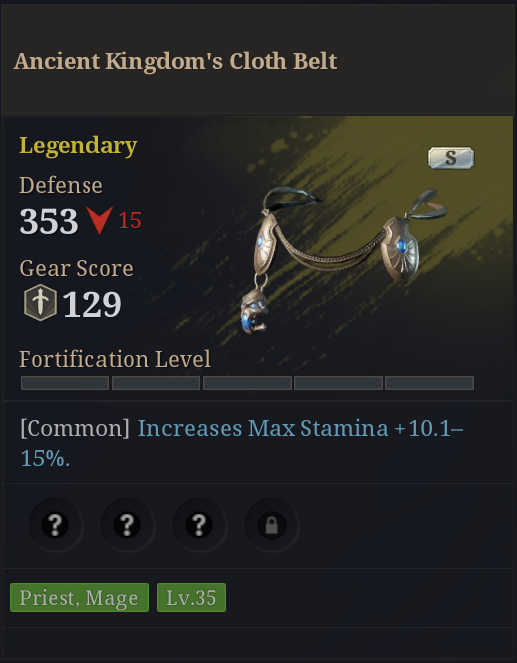 Ancient Kingdom's Cloth Belt
Legendary
S
Defense
353 15
Gear Score
129
Fortification Level
[Common] Increases Max Stamina +10.1–
15%.
? ? ?
Priest, Mage Lv.35